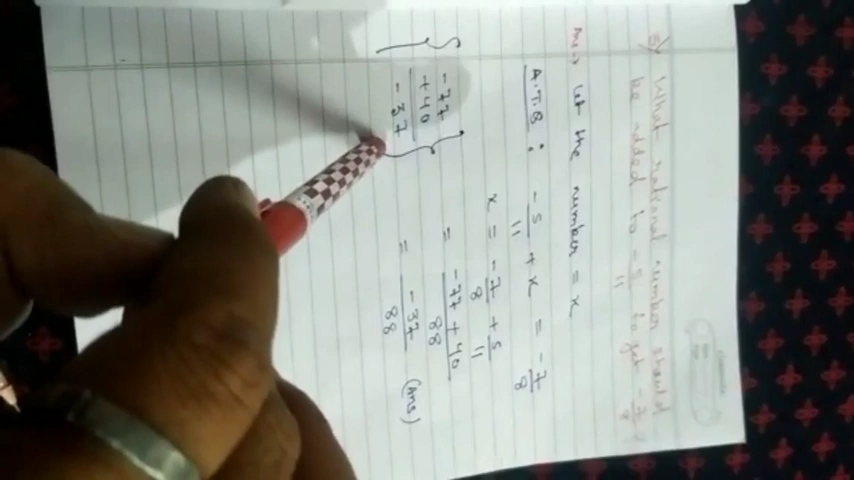 5) What rational number should
be added to -5/11 to get -7/8
Ans> Let the number = x
A.T.Q : -5/11 + x = -7/8
x = -7/8 + 5/11
= -77 + 40/88
= -37/88 (Ans)
-77
+40
-37